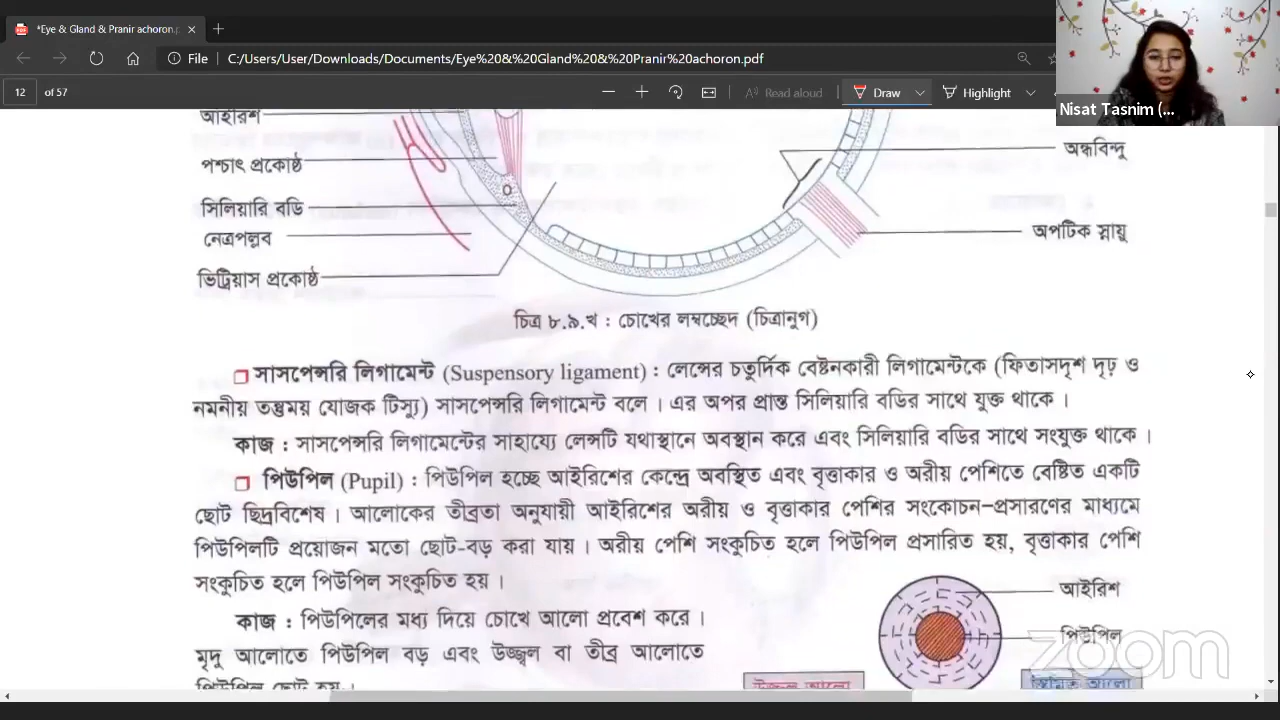 *Eye & Gland & Pranir achoron.p
File C:/Users/User/Downloads/Documents/Eye%20&%20Gland%20&%20Pranir%20achoron.pdf
12 of 57
Read aloud Draw Highlight
Nisat Tasnim (...
আইরিশ
পশ্চাৎ প্রকোষ্ঠ
অন্ধবিন্দু
সিলিয়ারি বডি
নেত্রপল্লব
অপটিক স্নায়ু
ভিট্রিয়াস প্রকোষ্ঠ
চিত্র ৮.৯.খ : চোখের লম্বচ্ছেদ (চিত্রানুগ)
সাসপেন্সরি লিগামেন্ট (Suspensory ligament) : লেন্সের চতুর্দিক বেষ্টনকারী লিগামেন্টকে (ফিতাসদৃশ দৃঢ় ও
নমনীয় তন্তুময় যোজক টিস্যু) সাসপেন্সরি লিগামেন্ট বলে। এর অপর প্রান্ত সিলিয়ারি বডির সাথে যুক্ত থাকে।
কাজ : সাসপেন্সরি লিগামেন্টের সাহায্যে লেন্সটি যথাস্থানে অবস্থান করে এবং সিলিয়ারি বডির সাথে সংযুক্ত থাকে।
পিউপিল (Pupil) : পিউপিল হচ্ছে আইরিশের কেন্দ্রে অবস্থিত এবং বৃত্তাকার ও অরীয় পেশিতে বেষ্টিত একটি
ছোট ছিদ্রবিশেষ। আলোকের তীব্রতা অনুযায়ী আইরিশের অরীয় ও বৃত্তাকার পেশির সংকোচন-প্রসারণের মাধ্যমে
পিউপিলটি প্রয়োজন মতো ছোট-বড় করা যায়। অরীয় পেশি সংকুচিত হলে পিউপিল প্রসারিত হয়, বৃত্তাকার পেশি
সংকুচিত হলে পিউপিল সংকুচিত হয়।
কাজ : পিউপিলের মধ্য দিয়ে চোখে আলো প্রবেশ করে।
মৃদু আলোতে পিউপিল বড় এবং উজ্জ্বল বা তীব্র আলোতে
পিউপিল ছোট হয়।
আইরিশ
পিউপিল
উজ্জ্বল আলো
zoom